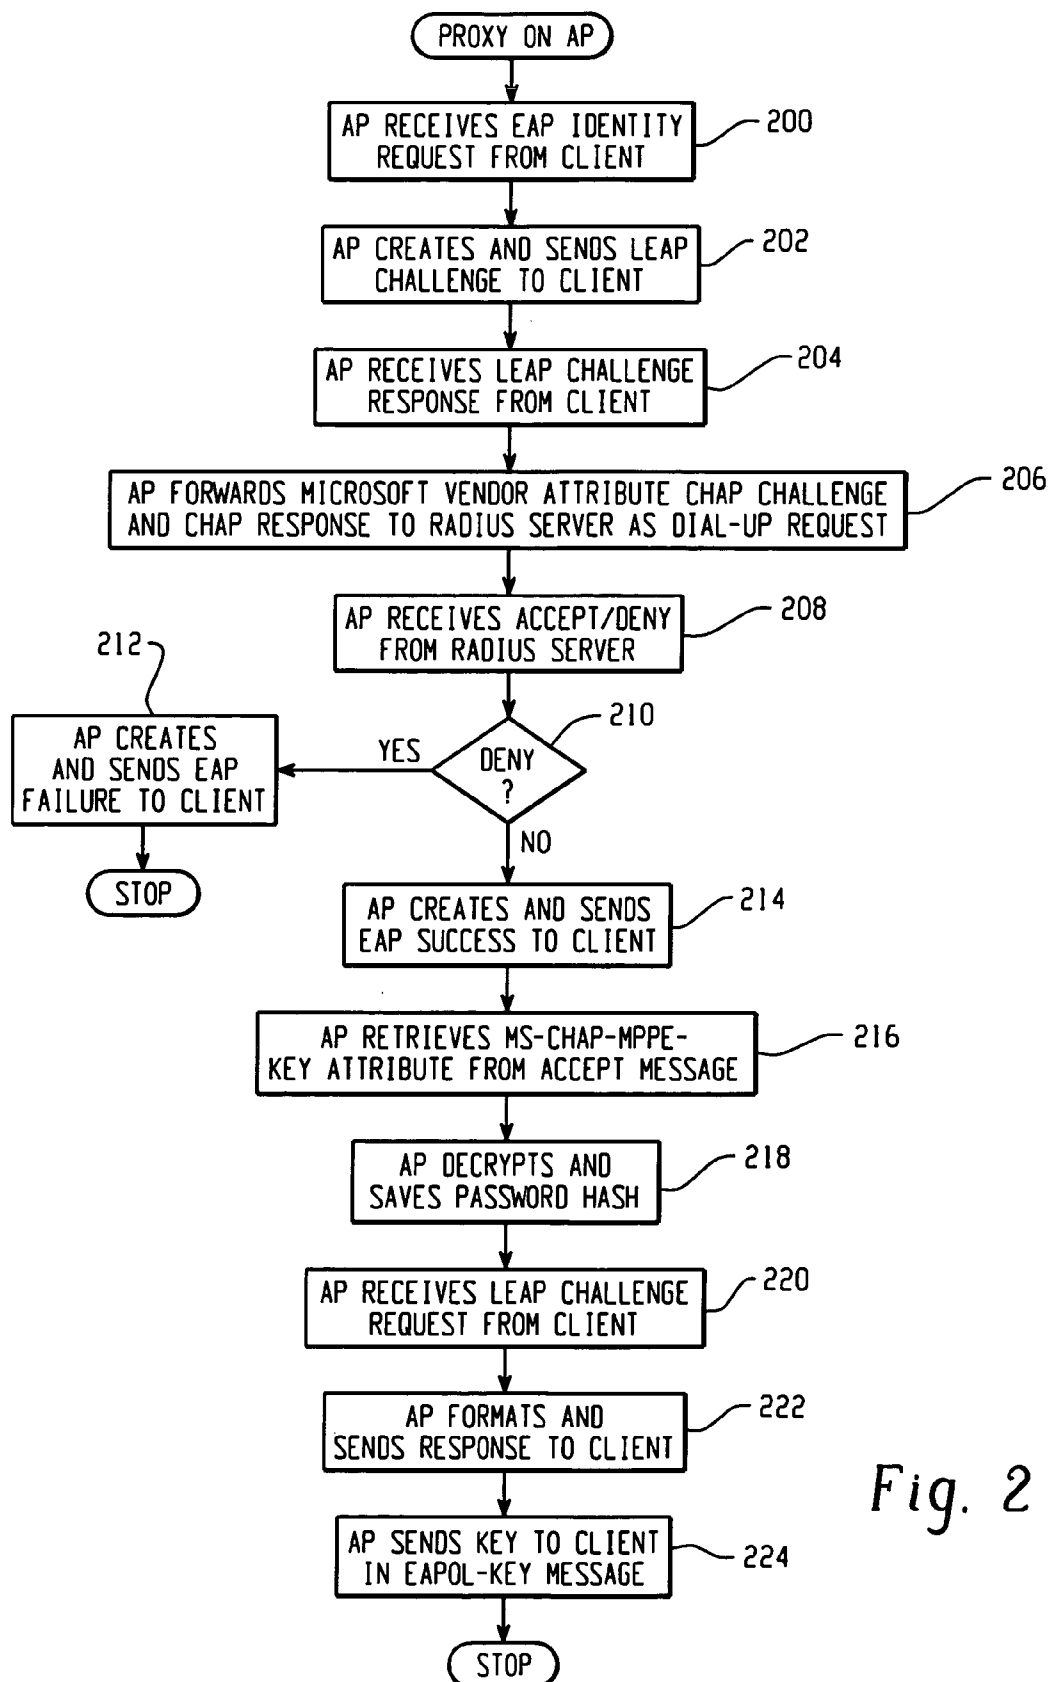 PROXY ON AP
AP RECEIVES EAP IDENTITY
REQUEST FROM CLIENT
200
AP CREATES AND SENDS LEAP
CHALLENGE TO CLIENT
202
AP RECEIVES LEAP CHALLENGE
RESPONSE FROM CLIENT
204
AP FORWARDS MICROSOFT VENDOR ATTRIBUTE CHAP CHALLENGE
AND CHAP RESPONSE TO RADIUS SERVER AS DIAL-UP REQUEST
206
AP RECEIVES ACCEPT/DENY
FROM RADIUS SERVER
208
DENY
?
210
YES
212
AP CREATES
AND SENDS EAP
FAILURE TO CLIENT
STOP
NO
AP CREATES AND SENDS
EAP SUCCESS TO CLIENT
214
AP RETRIEVES MS-CHAP-MPPE-
KEY ATTRIBUTE FROM ACCEPT MESSAGE
216
AP DECRYPTS AND
SAVES PASSWORD HASH
218
AP RECEIVES LEAP CHALLENGE
REQUEST FROM CLIENT
220
AP FORMATS AND
SENDS RESPONSE TO CLIENT
222
AP SENDS KEY TO CLIENT
IN EAPOL-KEY MESSAGE
224
STOP
Fig. 2